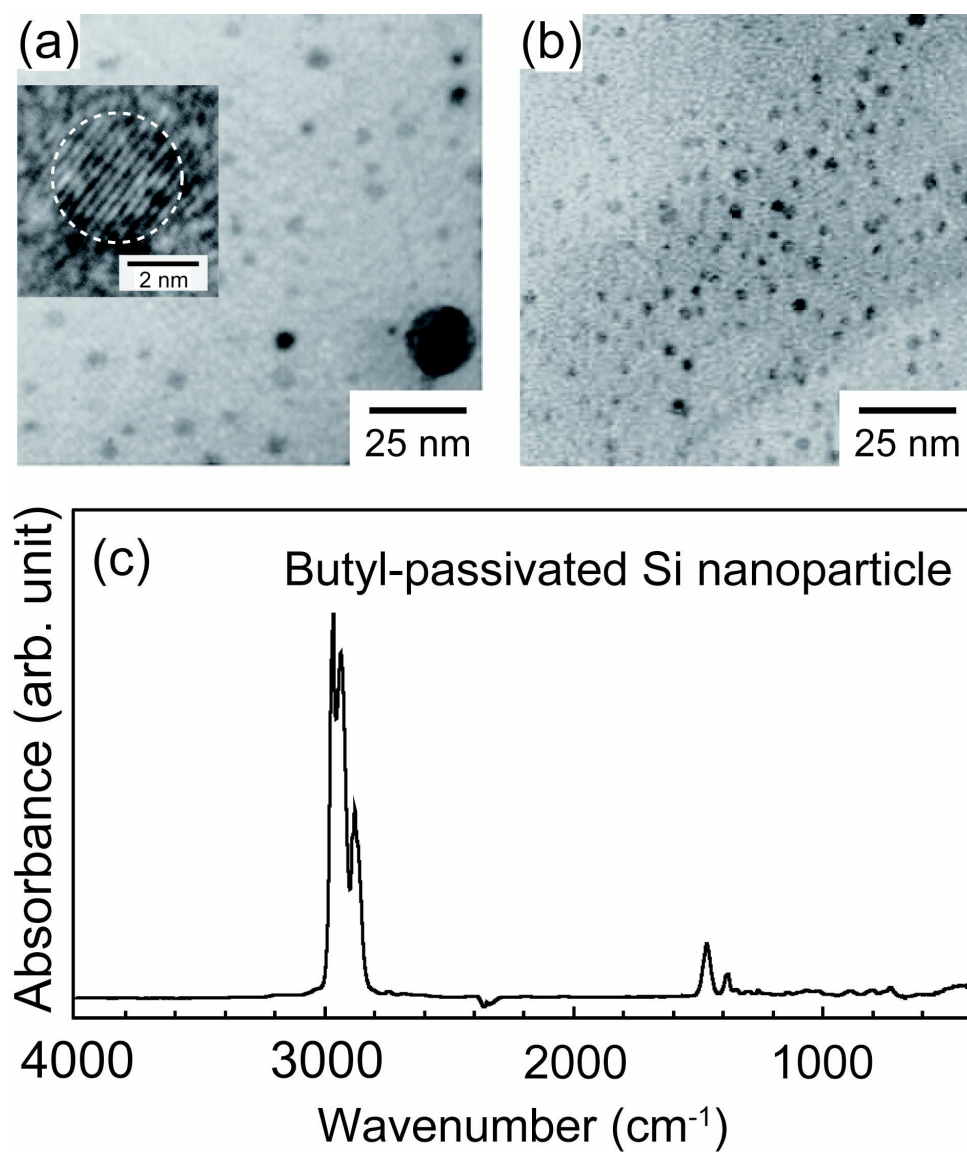 (a)
2 nm
25 nm
(b)
25 nm
(c)
Butyl-passivated Si nanoparticle
Absorbance (arb. unit)
4000 3000 2000 1000
Wavenumber (cm⁻¹)